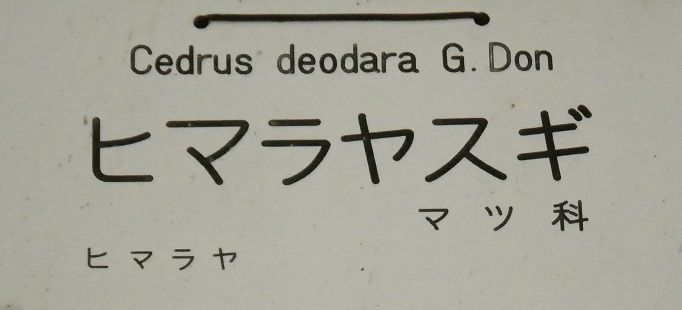 Cedrus deodara G. Don
ヒマラヤスギ
マツ科
ヒマラヤ